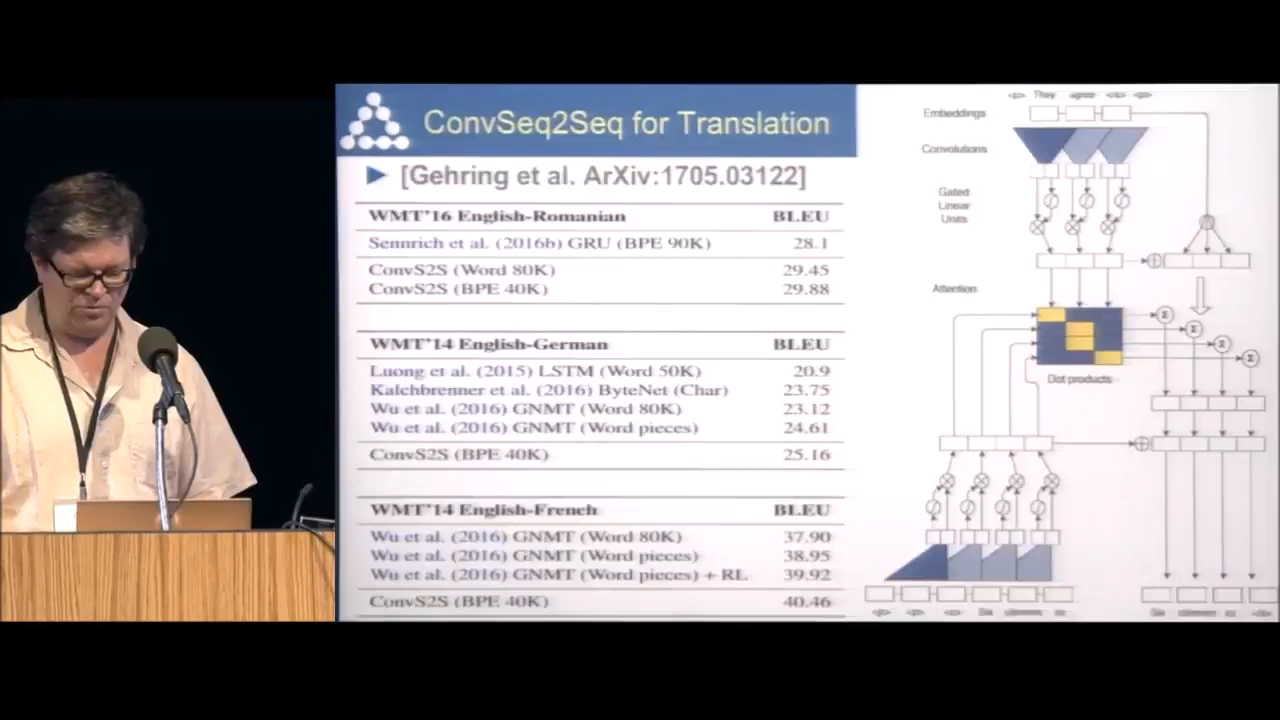 ConvSeq2Seq for Translation
[Gehring et al. ArXiv:1705.03122]
WMT'16 English-Romanian BLEU
Sennrich et al. (2016b) GRU (BPE 90K) 28.1
ConvS2S (Word 80K) 29.45
ConvS2S (BPE 40K) 29.88
WMT'14 English-German BLEU
Luong et al. (2015) LSTM (Word 50K) 20.9
Kalchbrenner et al. (2016) ByteNet (Char) 23.75
Wu et al. (2016) GNMT (Word 80K) 23.12
Wu et al. (2016) GNMT (Word pieces) 24.61
ConvS2S (BPE 40K) 25.16
WMT'14 English-French BLEU
Wu et al. (2016) GNMT (Word 80K) 37.90
Wu et al. (2016) GNMT (Word pieces) 38.95
Wu et al. (2016) GNMT (Word pieces) + RL 39.92
ConvS2S (BPE 40K) 40.46
They agree
Embeddings
Convolutions
Gated
Linear
Units
Attention
Dot products